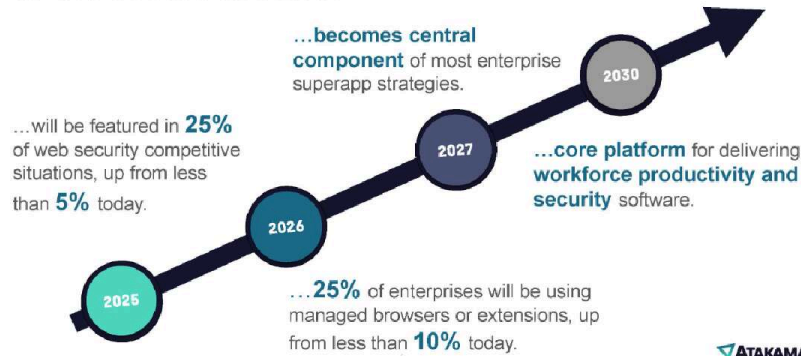 ...becomes central
component of most enterprise
superapp strategies.
2030
...will be featured in 25%
of web security competitive
situations, up from less
than 5% today.
2027
...core platform for delivering
workforce productivity and
security software.
2026
2025
...25% of enterprises will be using
managed browsers or extensions, up
from less than 10% today.
ATAKAMA